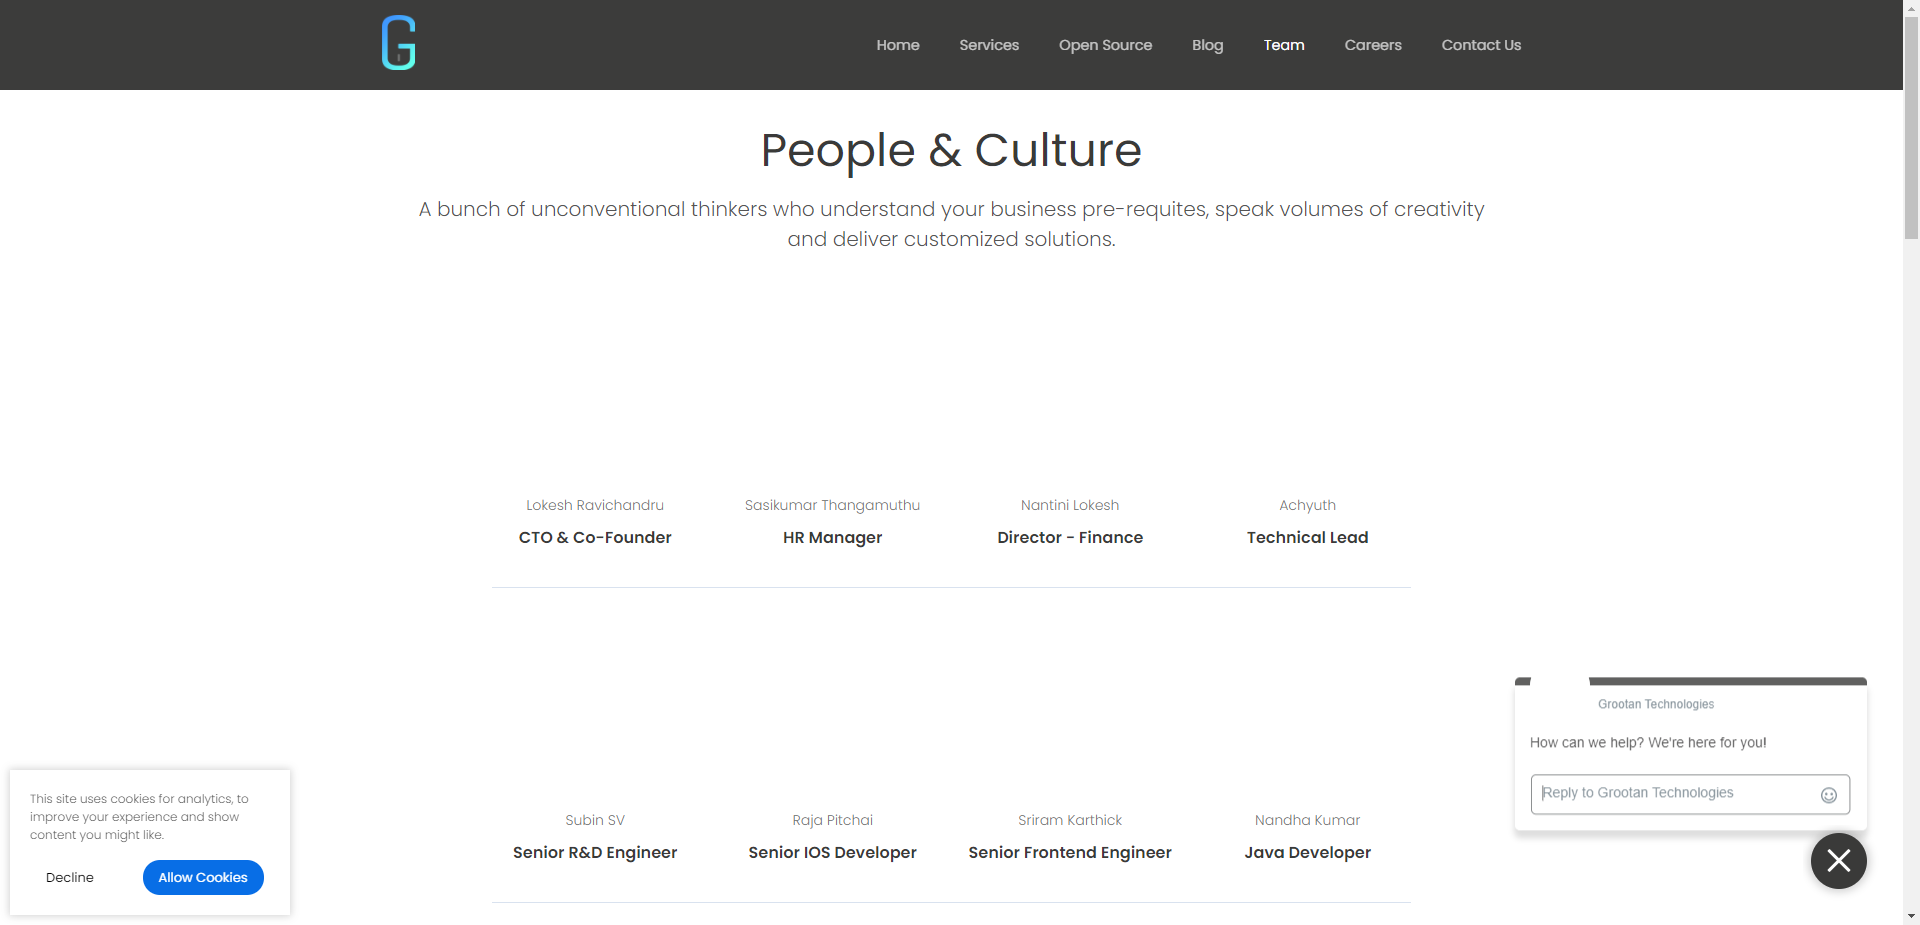 Home Services Open Source Blog Team Careers Contact Us
People & Culture
A bunch of unconventional thinkers who understand your business pre-requites, speak volumes of creativity
and deliver customized solutions.
Lokesh Ravichandru Sasikumar Thangamuthu Nantini Lokesh Achyuth
CTO & Co-Founder HR Manager Director - Finance Technical Lead
Subin SV Raja Pitchai Sriram Karthick Nandha Kumar
Senior R&D Engineer Senior IOS Developer Senior Frontend Engineer Java Developer
This site uses cookies for analytics, to
improve your experience and show
content you might like.
Decline Allow Cookies
Grootan Technologies
How can we help? We're here for you!
Reply to Grootan Technologies